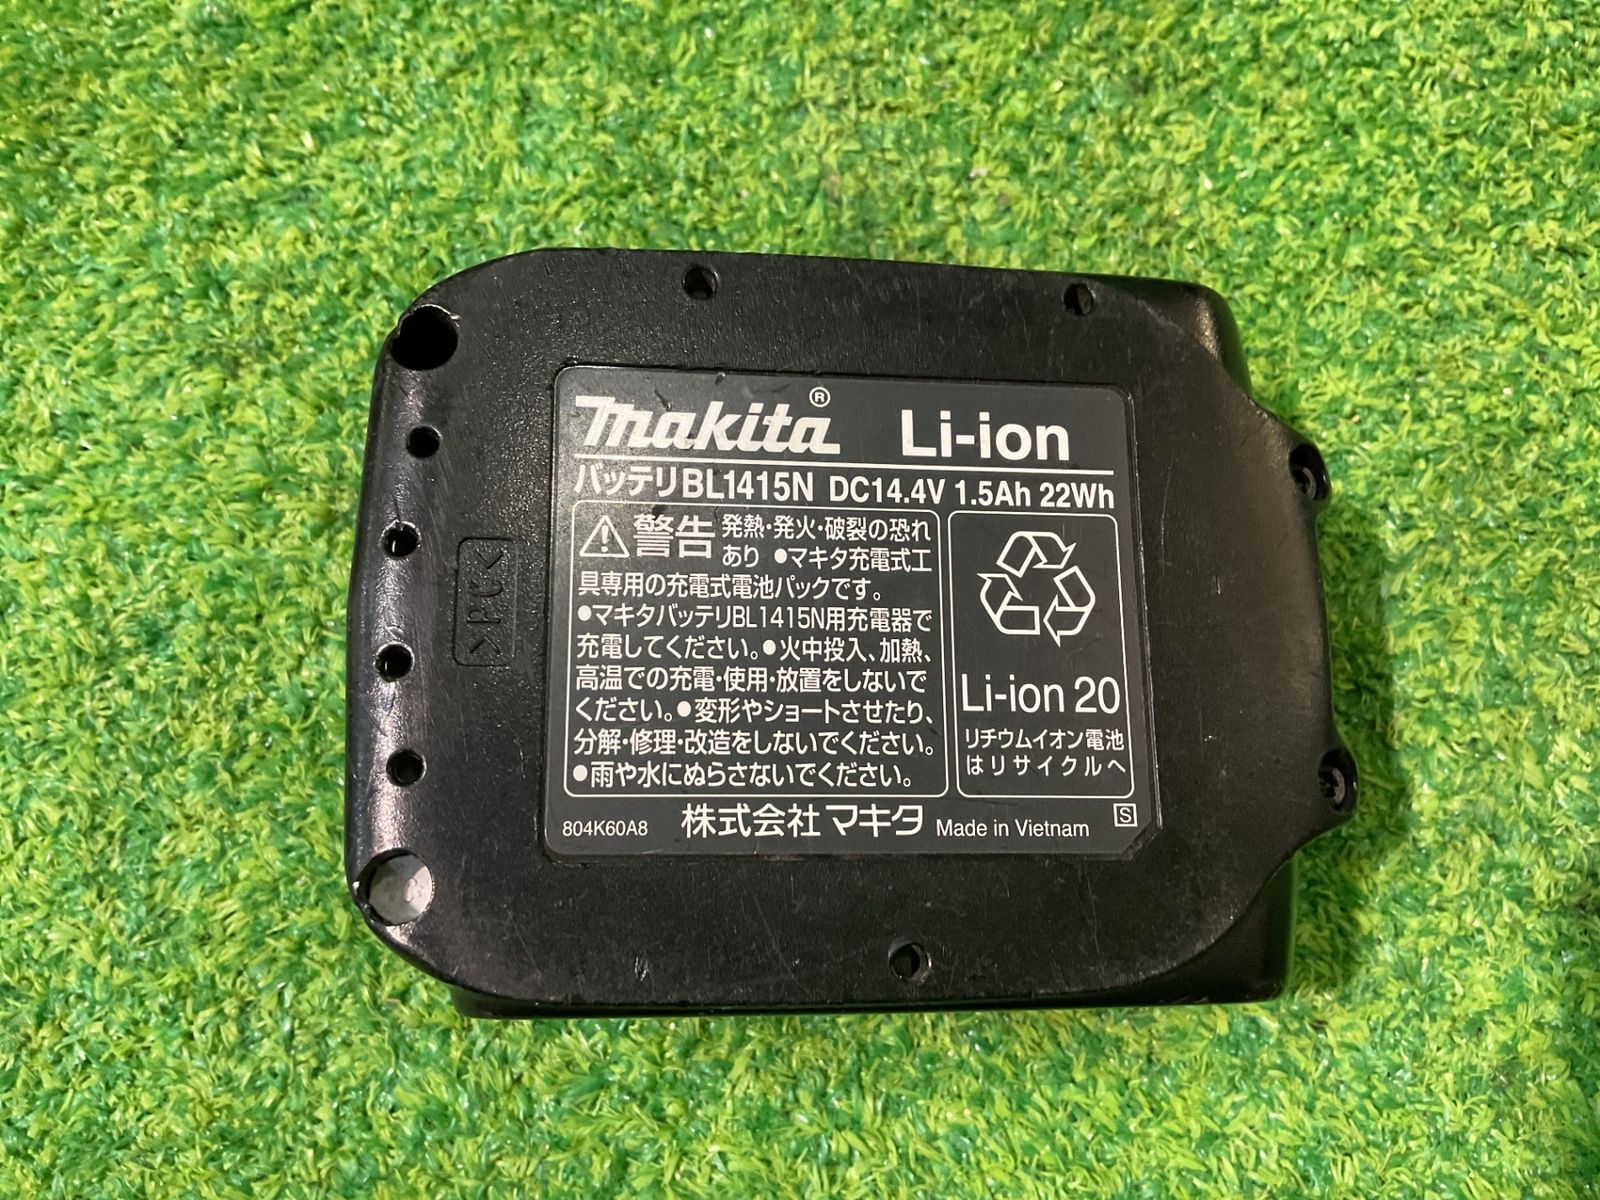 makita® Li-ion
バッテリBL1415N DC14.4V 1.5Ah 22Wh
警告 発熱・発火・破裂の恐れ
あり ●マキタ充電式工
具専用の充電式電池パックです。
●マキタバッテリBL1415N用充電器で
充電してください。●火中投入、加熱、
高温での充電・使用・放置をしないで
ください。●変形やショートさせたり、
分解・修理・改造をしないでください。
●雨や水にぬらさないでください。
Li-ion 20
リチウムイオン電池
はリサイクルへ
804K60A8 株式会社マキタ Made in Vietnam S